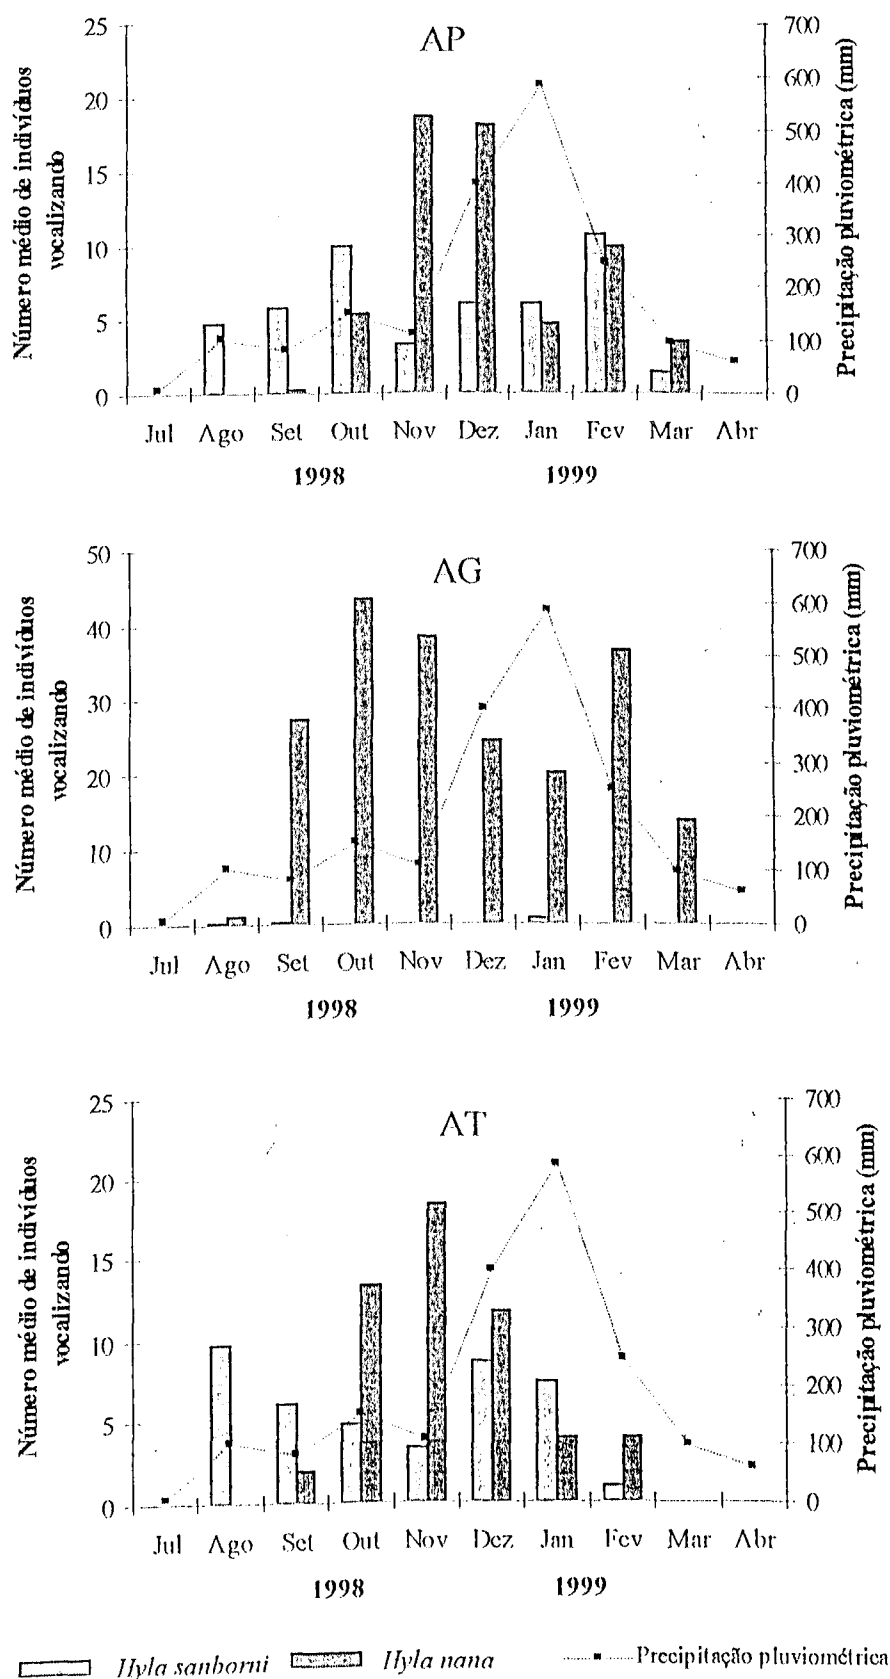 AP
Número médio de indivíduos
vocalizando
Precipitação pluviométrica (mm)
25
20
15
10
5
0
700
600
500
400
300
200
100
0
Jul Ago Set Out Nov Dez Jan Fev Mar Abr
1998 1999
AG
Número médio de indivíduos
vocalizando
Precipitação pluviométrica (mm)
50
40
30
20
10
0
700
600
500
400
300
200
100
0
Jul Ago Set Out Nov Dez Jan Fev Mar Abr
1998 1999
AT
Número médio de indivíduos
vocalizando
Precipitação pluviométrica (mm)
25
20
15
10
5
0
700
600
500
400
300
200
100
0
Jul Ago Set Out Nov Dez Jan Fev Mar Abr
1998 1999
Hyla sanborni Hyla nana Precipitação pluviométrica